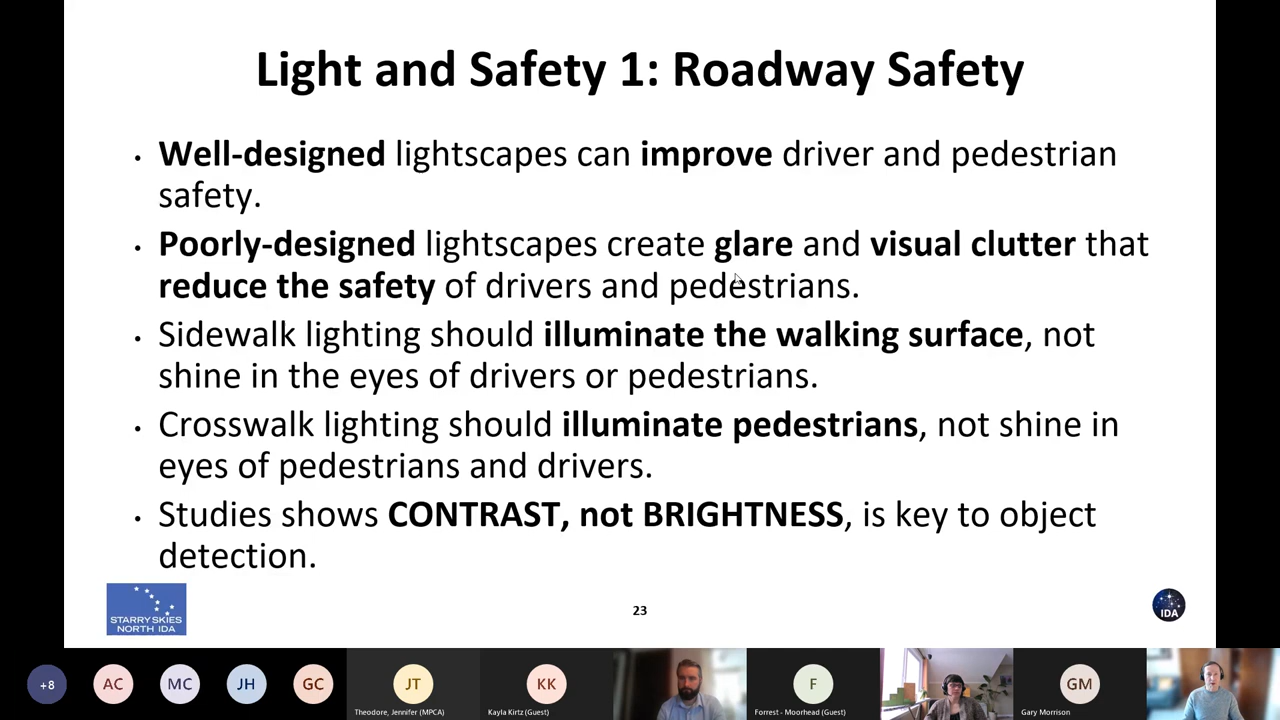 Light and Safety 1: Roadway Safety
• Well-designed lightscapes can improve driver and pedestrian
safety.
• Poorly-designed lightscapes create glare and visual clutter that
reduce the safety of drivers and pedestrians.
• Sidewalk lighting should illuminate the walking surface, not
shine in the eyes of drivers or pedestrians.
• Crosswalk lighting should illuminate pedestrians, not shine in
eyes of pedestrians and drivers.
• Studies shows CONTRAST, not BRIGHTNESS, is key to object
detection.
STARRY SKIES
NORTH IDA
23
IDA
+8
AC
MC
JH
GC
JT
Theodore, Jennifer (MPCA)
KK
Kayla Kirtz (Guest)
F
Forrest - Moorhead (Guest)
GM
Gary Morrison